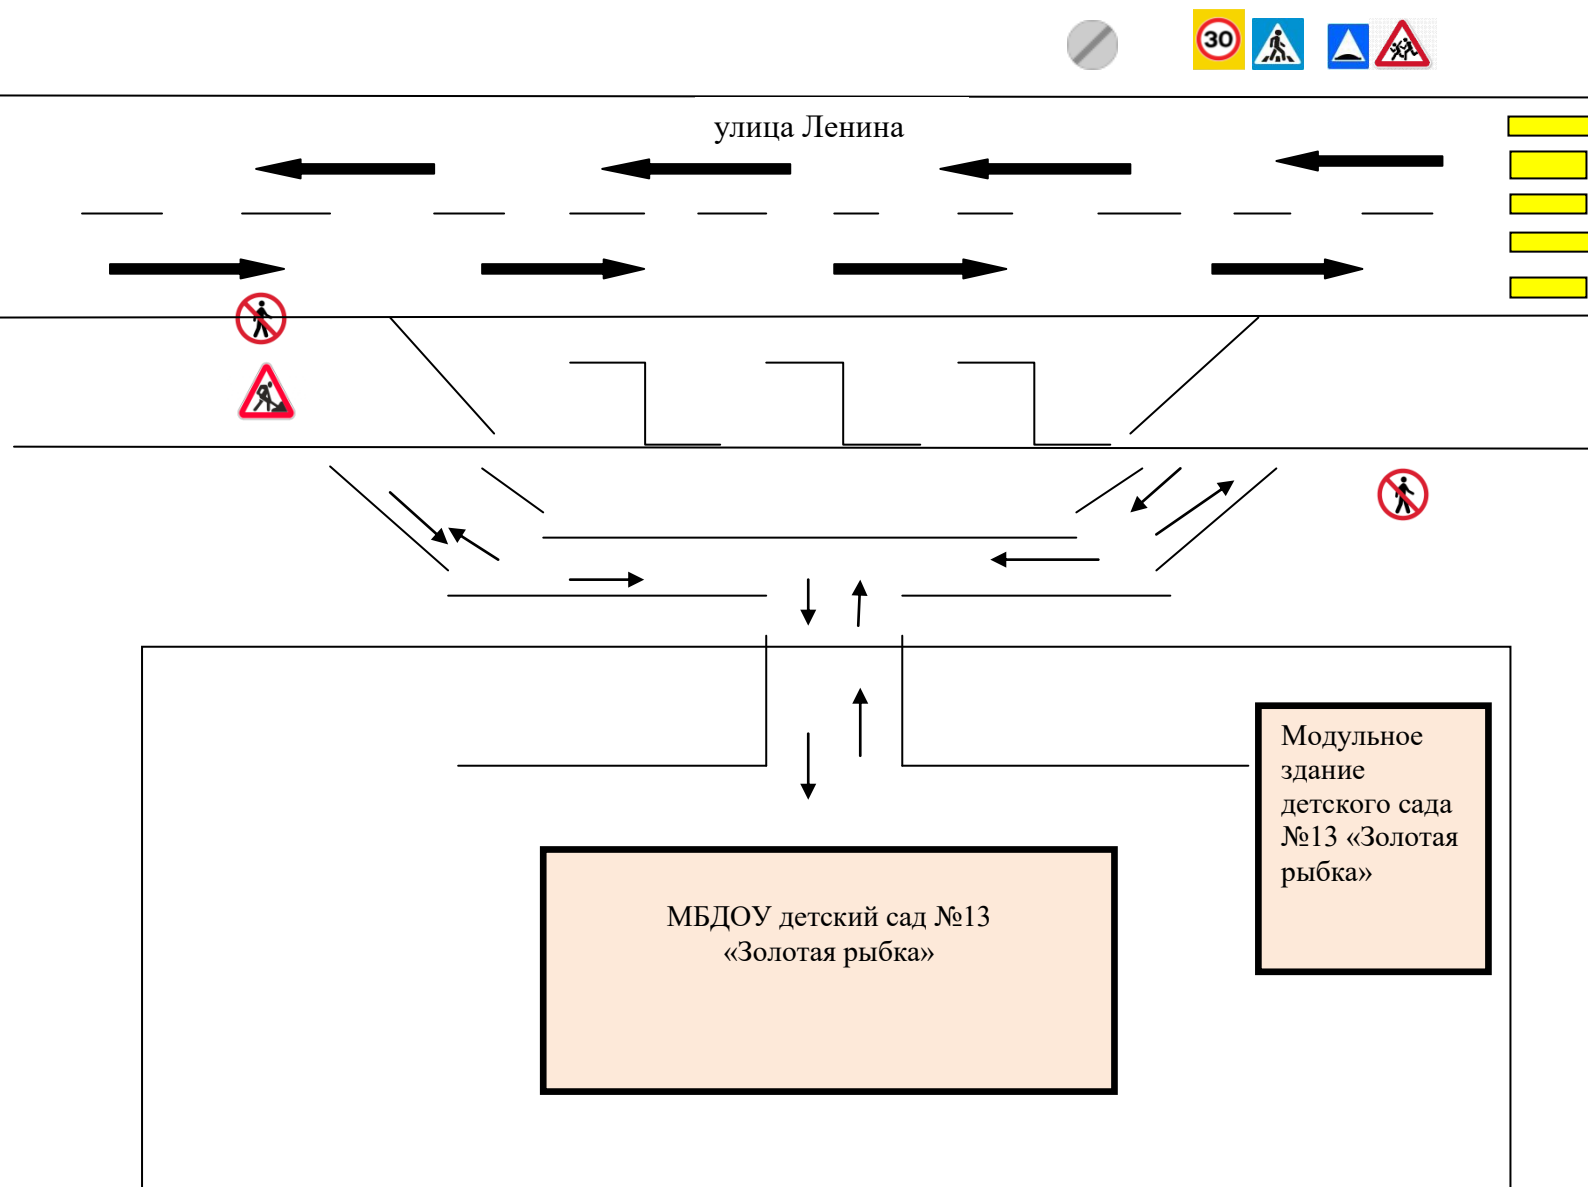 30
улица Ленина
Модульное
здание
детского сада
№13 «Золотая
рыбка»
МБДОУ детский сад №13
«Золотая рыбка»